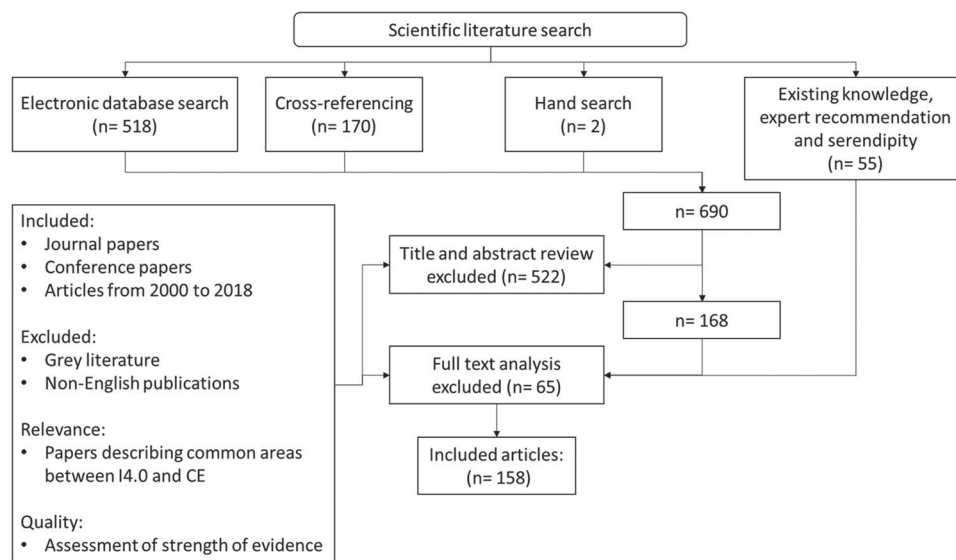 Scientific literature search
Electronic database search
(n= 518)
Cross-referencing
(n= 170)
Hand search
(n= 2)
Existing knowledge,
expert recommendation
and serendipity
(n= 55)
n= 690
Title and abstract review
excluded (n= 522)
n= 168
Full text analysis
excluded (n= 65)
Included articles:
(n= 158)
Included:
• Journal papers
• Conference papers
• Articles from 2000 to 2018
Excluded:
• Grey literature
• Non-English publications
Relevance:
• Papers describing common areas
between I4.0 and CE
Quality:
• Assessment of strength of evidence